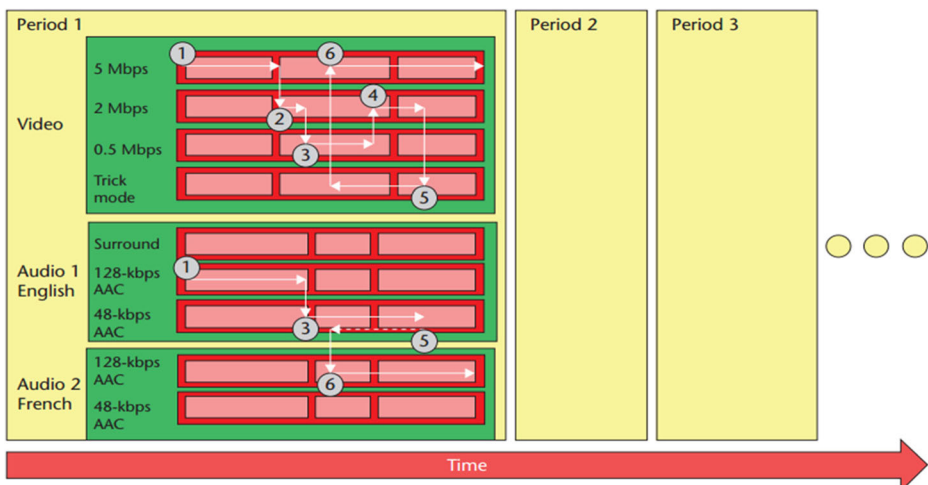 Period 1
Period 2
Period 3
Video
5 Mbps
1
6
2 Mbps
2
4
0.5 Mbps
3
Trick
mode
5
Audio 1
English
Surround
128-kbps
AAC
1
48-kbps
AAC
3
5
Audio 2
French
128-kbps
AAC
6
48-kbps
AAC
Time